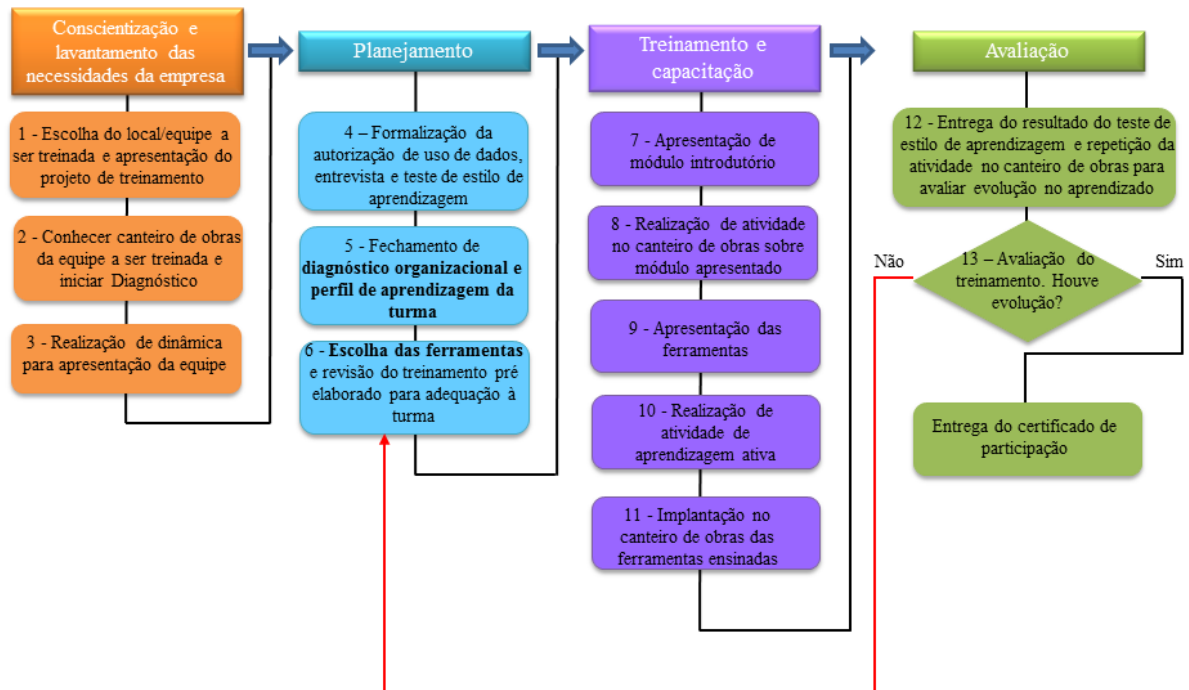 Conscientização e
lavantamento das
necessidades da empresa
1 - Escolha do local/equipe a
ser treinada e apresentação do
projeto de treinamento
2 - Conhecer canteiro de obras
da equipe a ser treinada e
iniciar Diagnóstico
3 - Realização de dinâmica
para apresentação da equipe
Planejamento
4 – Formalização da
autorização de uso de dados,
entrevista e teste de estilo de
aprendizagem
5 - Fechamento de
diagnóstico organizacional e
perfil de aprendizagem da
turma
6 - Escolha das ferramentas
e revisão do treinamento pré
elaborado para adequação à
turma
Treinamento e
capacitação
7 - Apresentação de
módulo introdutório
8 - Realização de atividade
no canteiro de obras sobre
módulo apresentado
9 - Apresentação das
ferramentas
10 - Realização de
atividade de
aprendizagem ativa
11 - Implantação no
canteiro de obras das
ferramentas ensinadas
Avaliação
12 - Entrega do resultado do teste de
estilo de aprendizagem e repetição da
atividade no canteiro de obras para
avaliar evolução no aprendizado
Não
13 – Avaliação do
treinamento. Houve
evolução?
Sim
Entrega do certificado de
participação